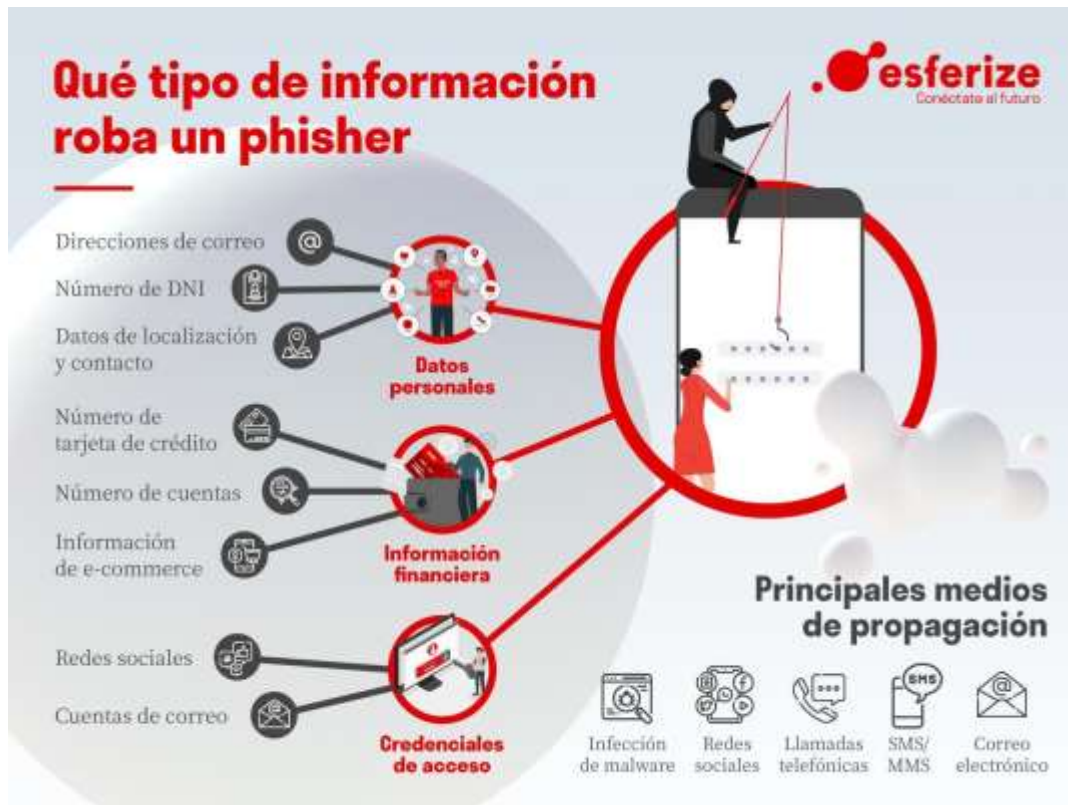 Qué tipo de información
roba un phisher
esferize
Conéctate al futuro
Direcciones de correo
Número de DNI
Datos de localización
y contacto
Datos
personales
Número de
tarjeta de crédito
Número de cuentas
Información
de e-commerce
Información
financiera
Redes sociales
Cuentas de correo
Credenciales
de acceso
Principales medios
de propagación
SMS
Infección
de malware
Redes
sociales
Llamadas
telefónicas
SMS/
MMS
Correo
electrónico